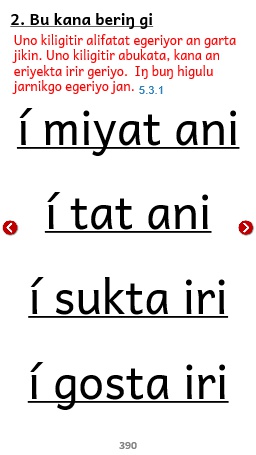 2. Bu kana beriŋ gi
Uno kiligitir alifatat egeriyor an garta
jikin. Uno kiligitir abukata, kana an
eriyekta irir geriyo. Iŋ buŋ higulu
jarnikgo egeriyo jan. 5.3.1
í miyat ani
í tat ani
í sukta iri
í gosta iri
390